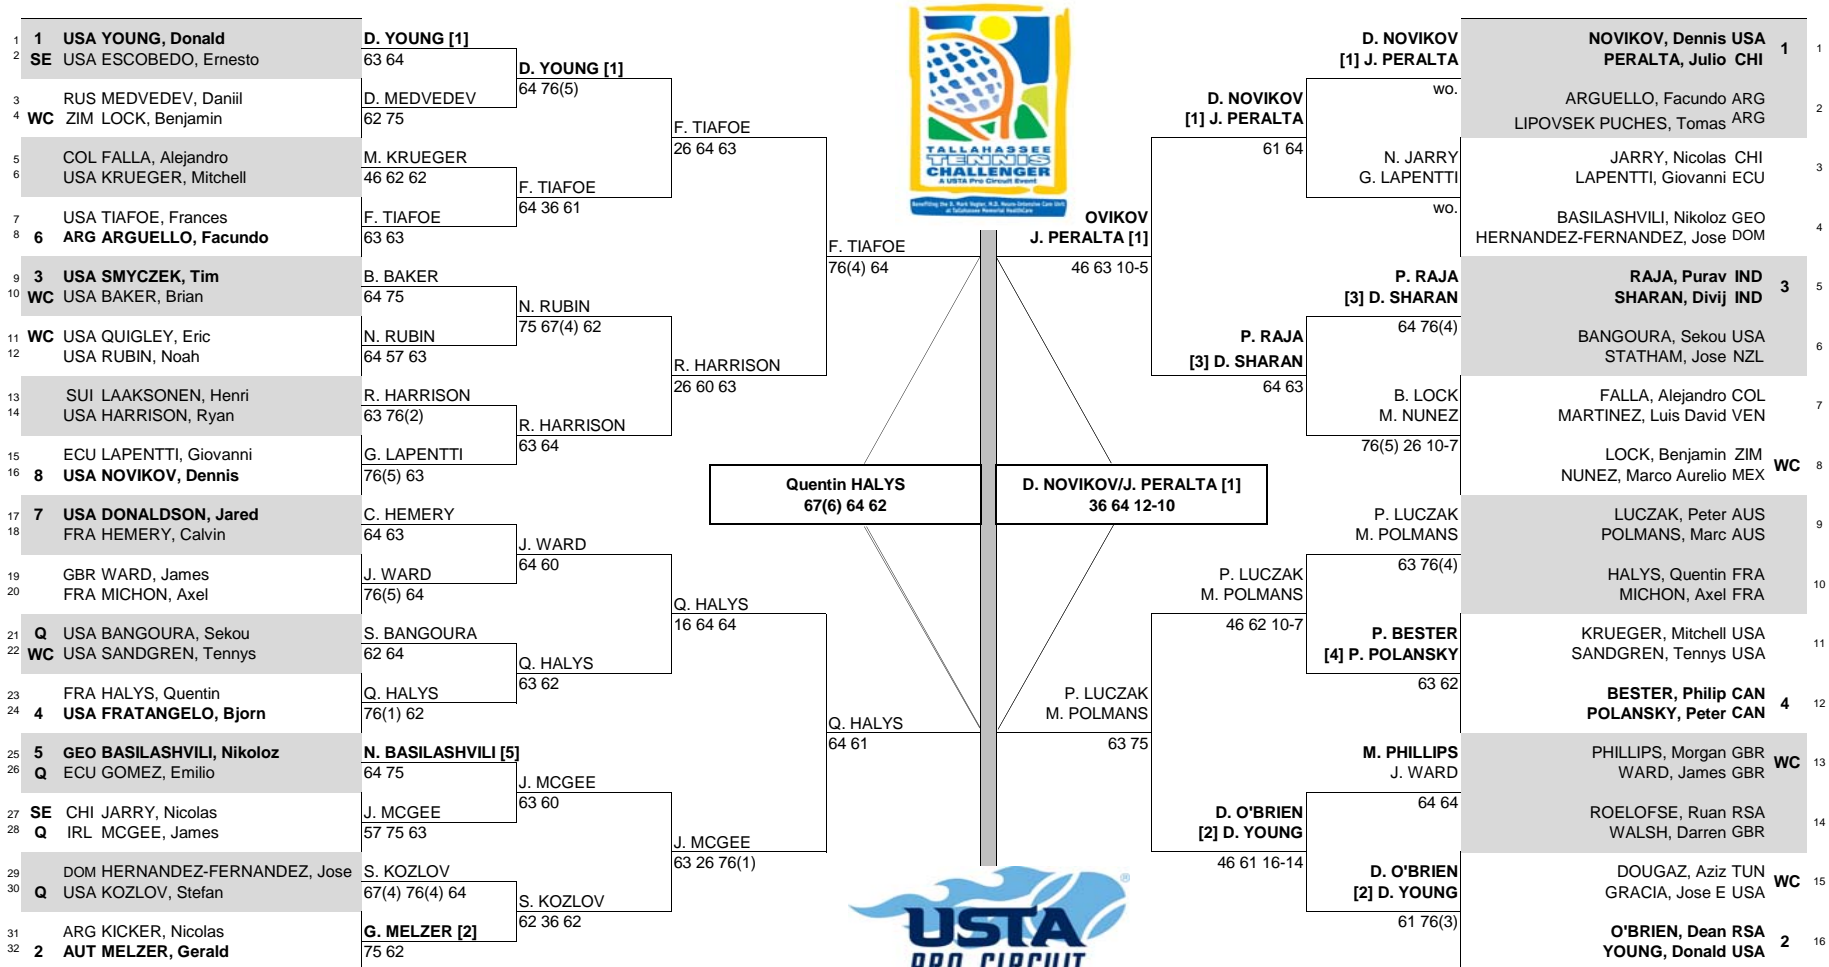 1 1 USA YOUNG, Donald
2 SE USA ESCOBEDO, Ernesto
3 RUS MEDVEDEV, Daniil
4 WC ZIM LOCK, Benjamin
5 COL FALLA, Alejandro
6 USA KRUEGER, Mitchell
7 USA TIAFOE, Frances
8 6 ARG ARGUELLO, Facundo
9 3 USA SMYCZEK, Tim
10 WC USA BAKER, Brian
11 WC USA QUIGLEY, Eric
12 USA RUBIN, Noah
13 SUI LAAKSONEN, Henri
14 USA HARRISON, Ryan
15 ECU LAPENTTI, Giovanni
16 8 USA NOVIKOV, Dennis
17 7 USA DONALDSON, Jared
18 FRA HEMERY, Calvin
19 GBR WARD, James
20 FRA MICHON, Axel
21 Q USA BANGOURA, Sekou
22 WC USA SANDGREN, Tennys
23 FRA HALYS, Quentin
24 4 USA FRATANGELO, Bjorn
25 5 GEO BASILASHVILI, Nikoloz
26 Q ECU GOMEZ, Emilio
27 SE CHI JARRY, Nicolas
28 Q IRL MCGEE, James
29 DOM HERNANDEZ-FERNANDEZ, Jose
30 Q USA KOZLOV, Stefan
31 ARG KICKER, Nicolas
32 2 AUT MELZER, Gerald
D. YOUNG [1]
63 64
D. MEDVEDEV
62 75
M. KRUEGER
46 62 62
F. TIAFOE
63 63
B. BAKER
64 75
N. RUBIN
64 57 63
R. HARRISON
63 76(2)
G. LAPENTTI
76(5) 63
C. HEMERY
64 63
J. WARD
76(5) 64
S. BANGOURA
62 64
Q. HALYS
76(1) 62
N. BASILASHVILI [5]
64 75
J. MCGEE
57 75 63
S. KOZLOV
67(4) 76(4) 64
G. MELZER [2]
75 62
D. YOUNG [1]
64 76(5)
F. TIAFOE
64 36 61
N. RUBIN
75 67(4) 62
R. HARRISON
63 64
J. WARD
64 60
Q. HALYS
63 62
J. MCGEE
63 60
S. KOZLOV
62 36 62
F. TIAFOE
26 64 63
R. HARRISON
26 60 63
Q. HALYS
16 64 64
J. MCGEE
63 26 76(1)
F. TIAFOE
76(4) 64
Q. HALYS
64 61
Quentin HALYS
67(6) 64 62
TALLAHASSEE
TENNIS
CHALLENGER
A USTA Pro Circuit Event
Benefitting the D. Mark Vogter, M.D. Neuro-Intensive Care Unit
at Tallahassee Memorial HealthCare
D. NOVIKOV/J. PERALTA [1]
36 64 12-10
USTA
PRO CIRCUIT
OVIKOV
J. PERALTA [1]
46 63 10-5
P. LUCZAK
M. POLMANS
63 75
D. NOVIKOV
[1] J. PERALTA
61 64
P. RAJA
[3] D. SHARAN
64 63
P. LUCZAK
M. POLMANS
46 62 10-7
D. O'BRIEN
[2] D. YOUNG
46 61 16-14
D. NOVIKOV
[1] J. PERALTA
wo.
N. JARRY
G. LAPENTTI
wo.
P. RAJA
[3] D. SHARAN
64 76(4)
B. LOCK
M. NUNEZ
76(5) 26 10-7
P. LUCZAK
M. POLMANS
63 76(4)
P. BESTER
[4] P. POLANSKY
63 62
M. PHILLIPS
J. WARD
64 64
D. O'BRIEN
[2] D. YOUNG
61 76(3)
NOVIKOV, Dennis USA
PERALTA, Julio CHI 1 1
ARGUELLO, Facundo ARG
LIPOVSEK PUCHES, Tomas ARG 2
JARRY, Nicolas CHI
LAPENTTI, Giovanni ECU 3
BASILASHVILI, Nikoloz GEO
HERNANDEZ-FERNANDEZ, Jose DOM 4
RAJA, Purav IND
SHARAN, Divij IND 3 5
BANGOURA, Sekou USA
STATHAM, Jose NZL 6
FALLA, Alejandro COL
MARTINEZ, Luis David VEN 7
LOCK, Benjamin ZIM
NUNEZ, Marco Aurelio MEX WC 8
LUCZAK, Peter AUS
POLMANS, Marc AUS 9
HALYS, Quentin FRA
MICHON, Axel FRA 10
KRUEGER, Mitchell USA
SANDGREN, Tennys USA 11
BESTER, Philip CAN
POLANSKY, Peter CAN 4 12
PHILLIPS, Morgan GBR
WARD, James GBR WC 13
ROELOFSE, Ruan RSA
WALSH, Darren GBR 14
DOUGAZ, Aziz TUN
GRACIA, Jose E USA WC 15
O'BRIEN, Dean RSA
YOUNG, Donald USA 2 16